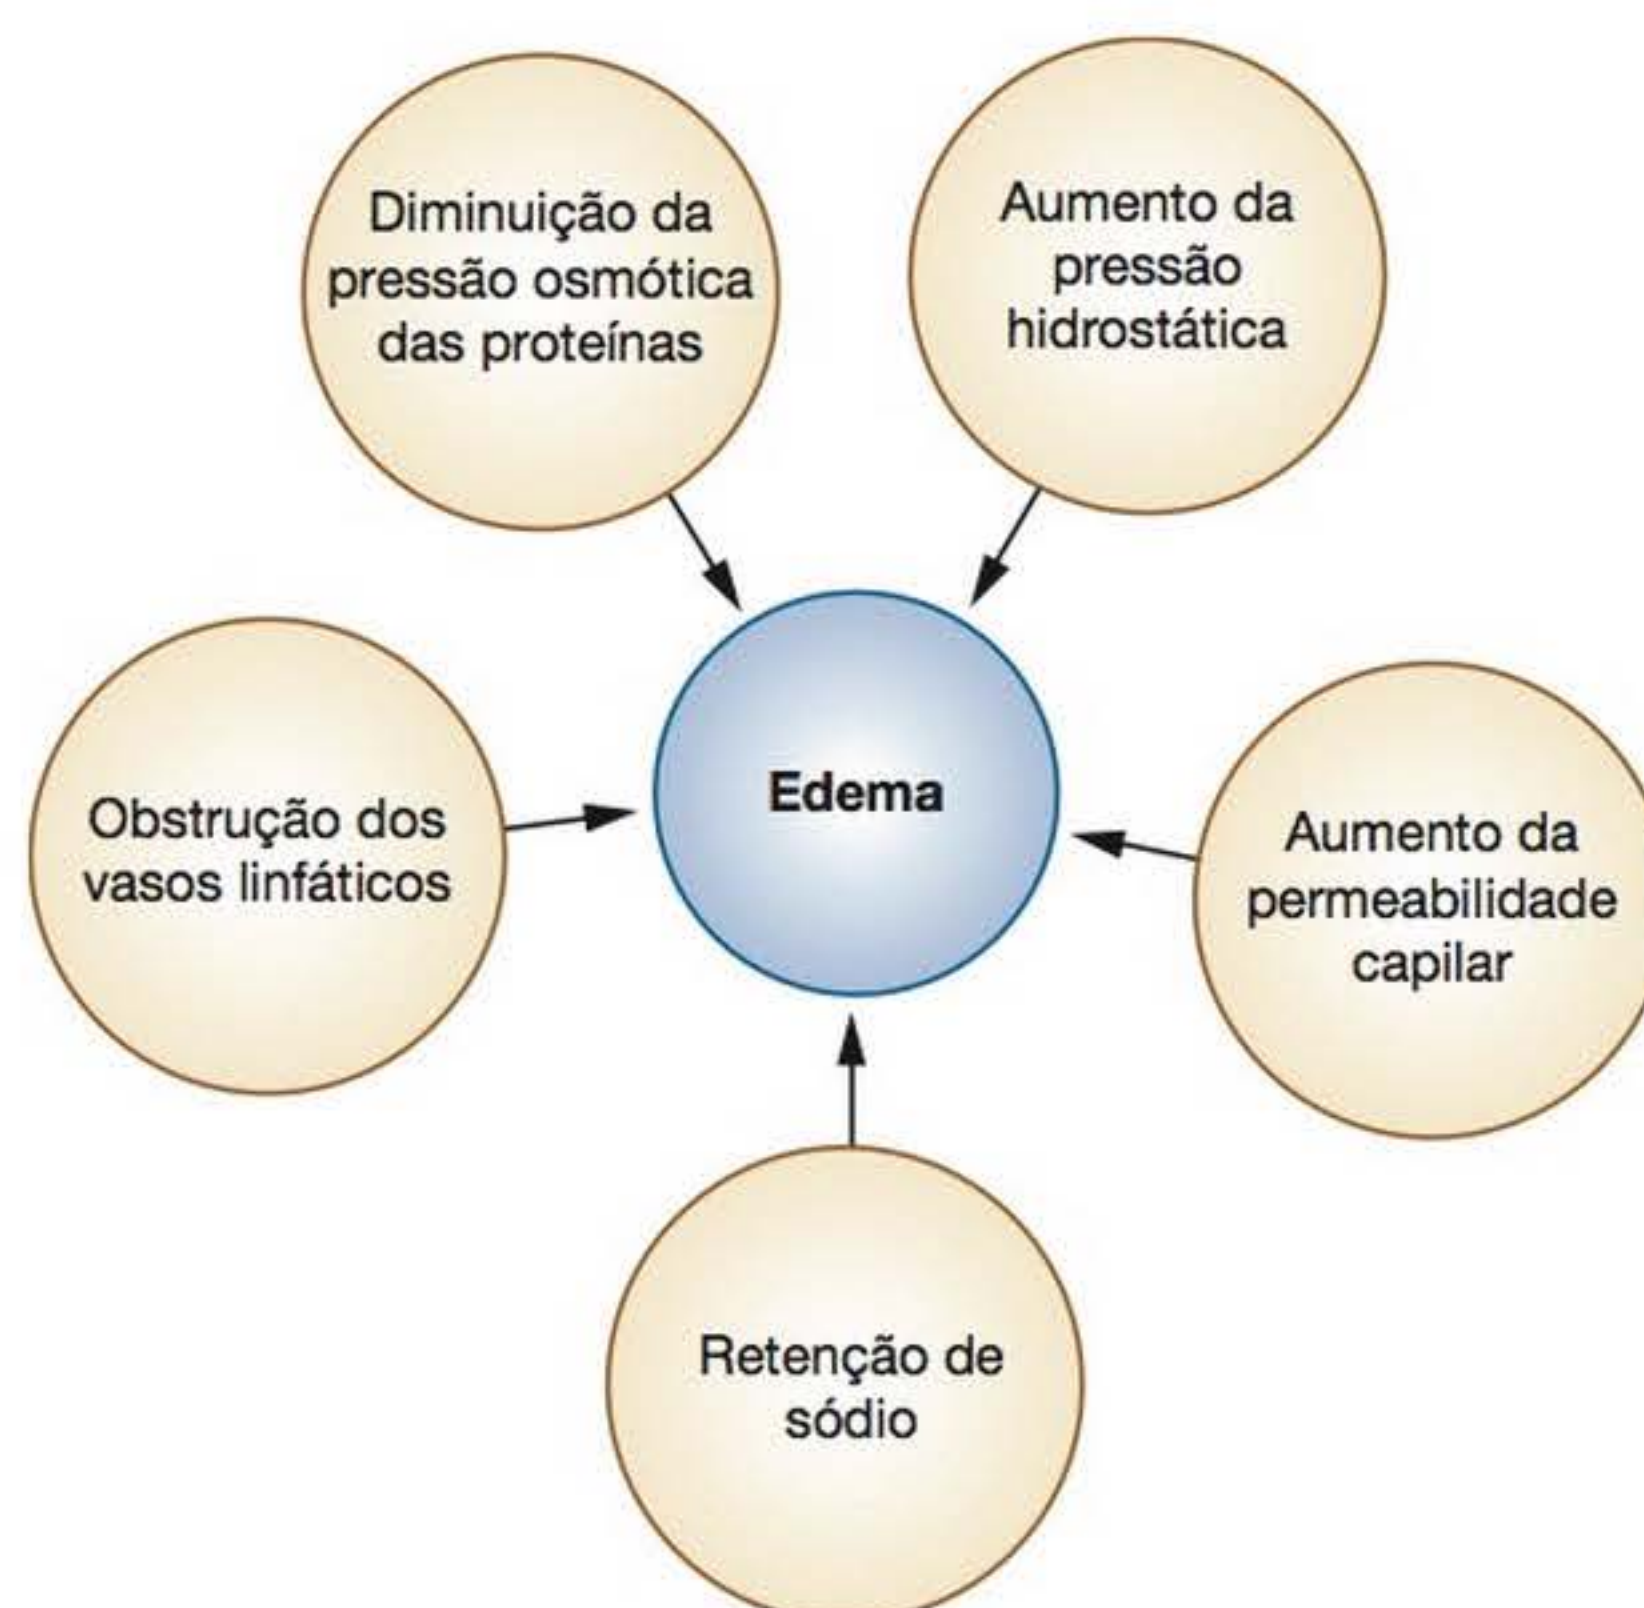 Diminuição da
pressão osmótica
das proteínas
Aumento da
pressão
hidrostática
Obstrução dos
vasos linfáticos
Edema
Aumento da
permeabilidade
capilar
Retenção de
sódio